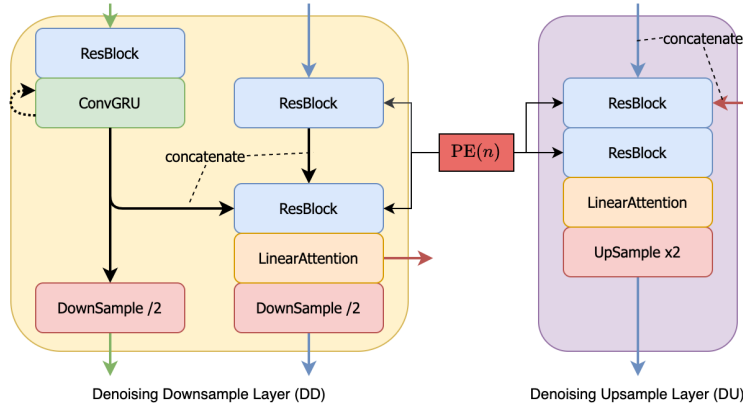 ResBlock
ConvGRU
DownSample /2
ResBlock
concatenate
ResBlock
LinearAttention
DownSample /2
Denoising Downsample Layer (DD)
PE(n)
concatenate
ResBlock
ResBlock
LinearAttention
UpSample x2
Denoising Upsample Layer (DU)